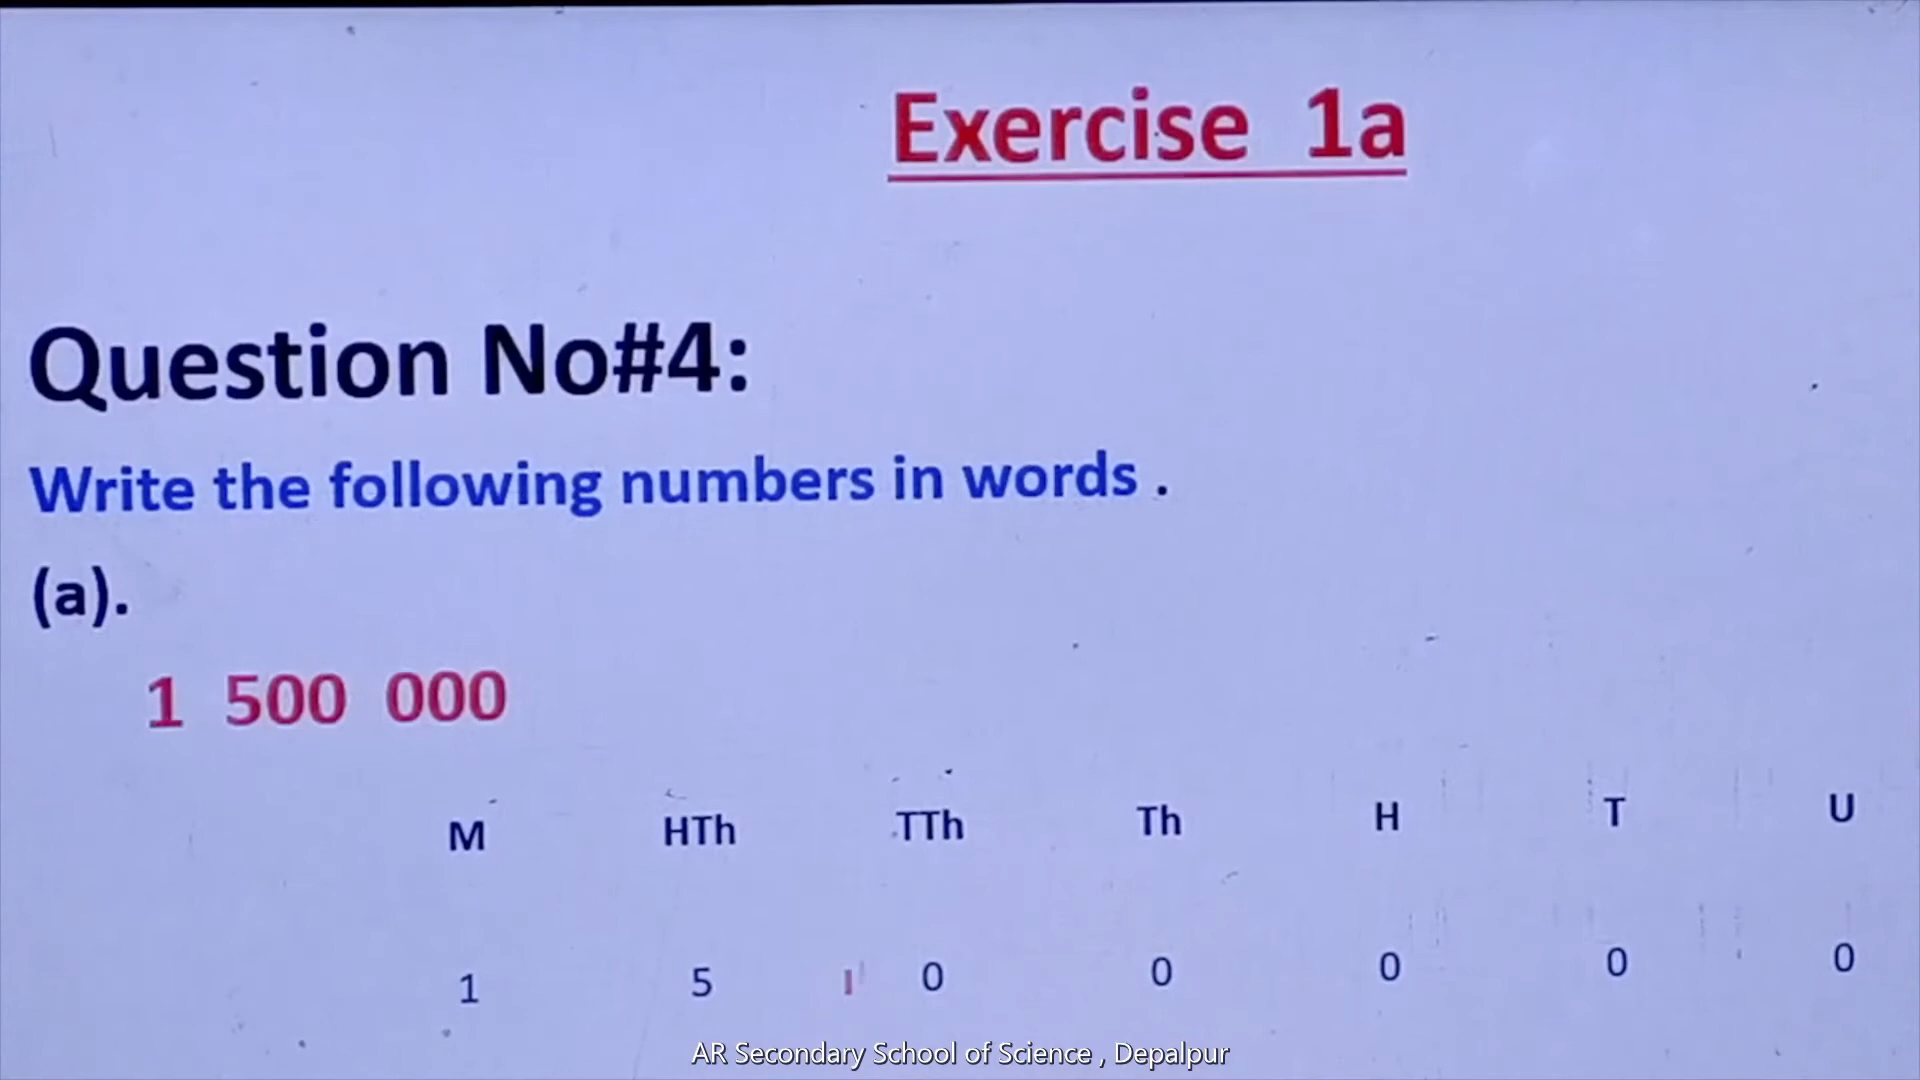 Exercise 1a
Question No#4:
Write the following numbers in words .
(a).
1 500 000
M HTh TTh Th H T U
1 5 0 0 0 0 0
AR Secondary School of Science , Depalpur